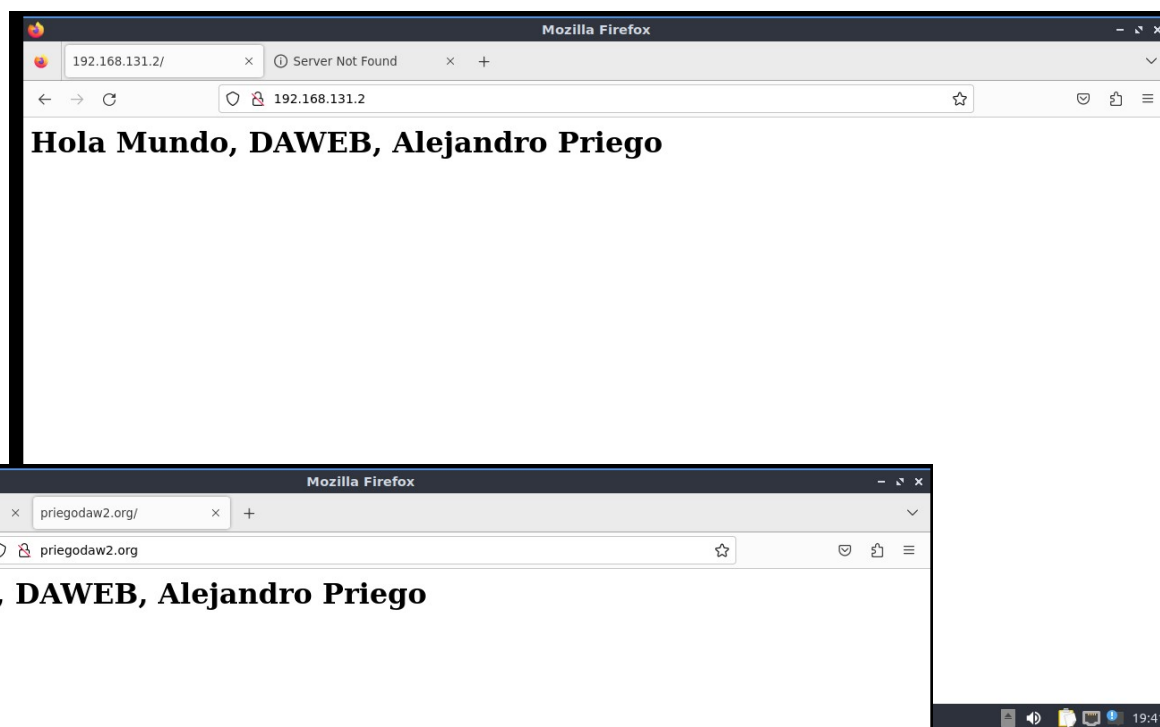 Mozilla Firefox
192.168.131.2/
Server Not Found
192.168.131.2
Hola Mundo, DAWEB, Alejandro Priego
Mozilla Firefox
priegodaw2.org/
priegodaw2.org
, DAWEB, Alejandro Priego
19:4